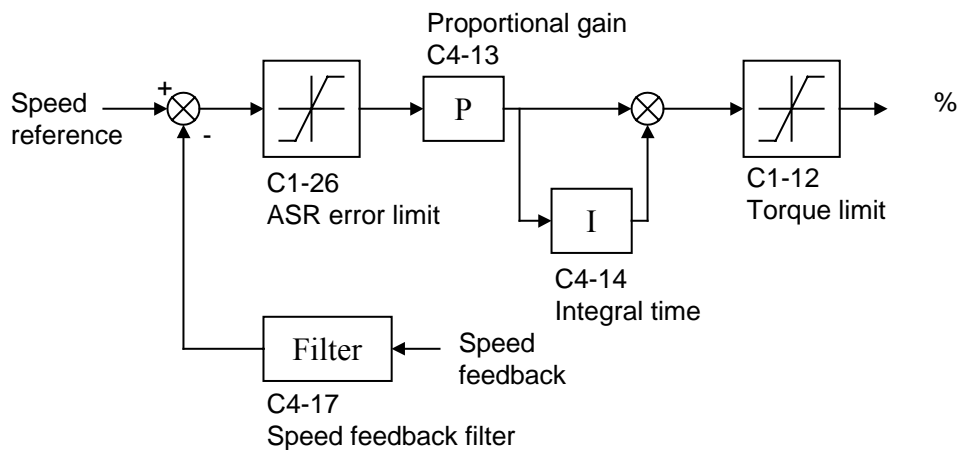 Proportional gain
C4-13
+
Speed
reference
-
P
%
C1-26
ASR error limit
C1-12
Torque limit
I
C4-14
Integral time
Filter
Speed
feedback
C4-17
Speed feedback filter